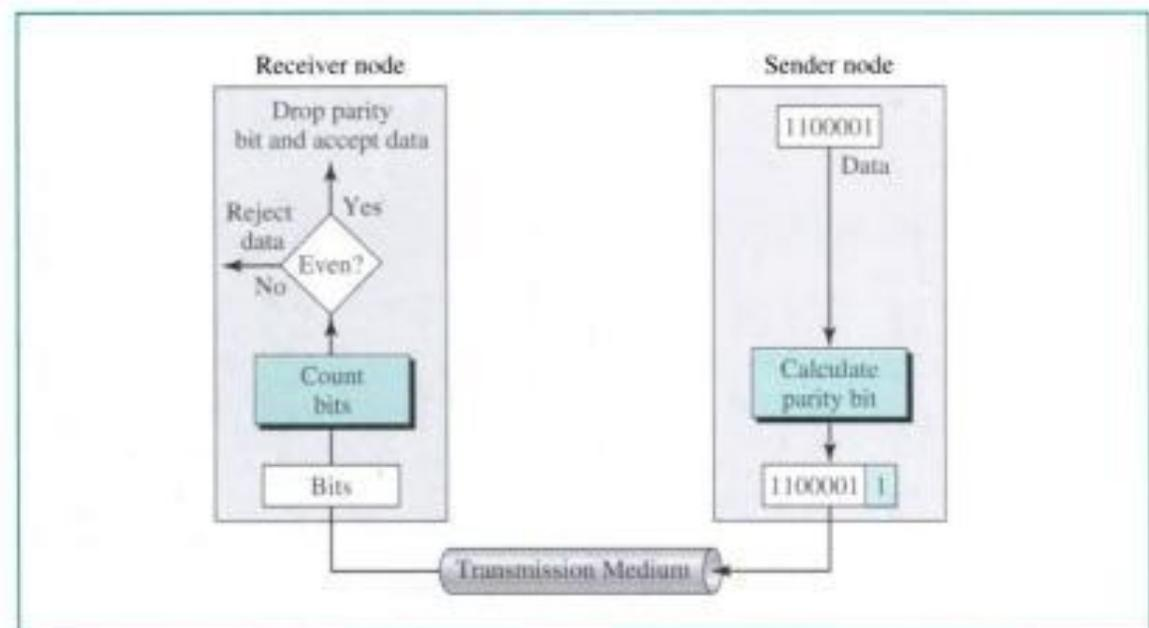 Receiver node
Drop parity
bit and accept data
Yes
Reject
data
Even?
No
Count
bits
Bits
Sender node
1100001
Data
Calculate
parity bit
1100001 1
Transmission Medium